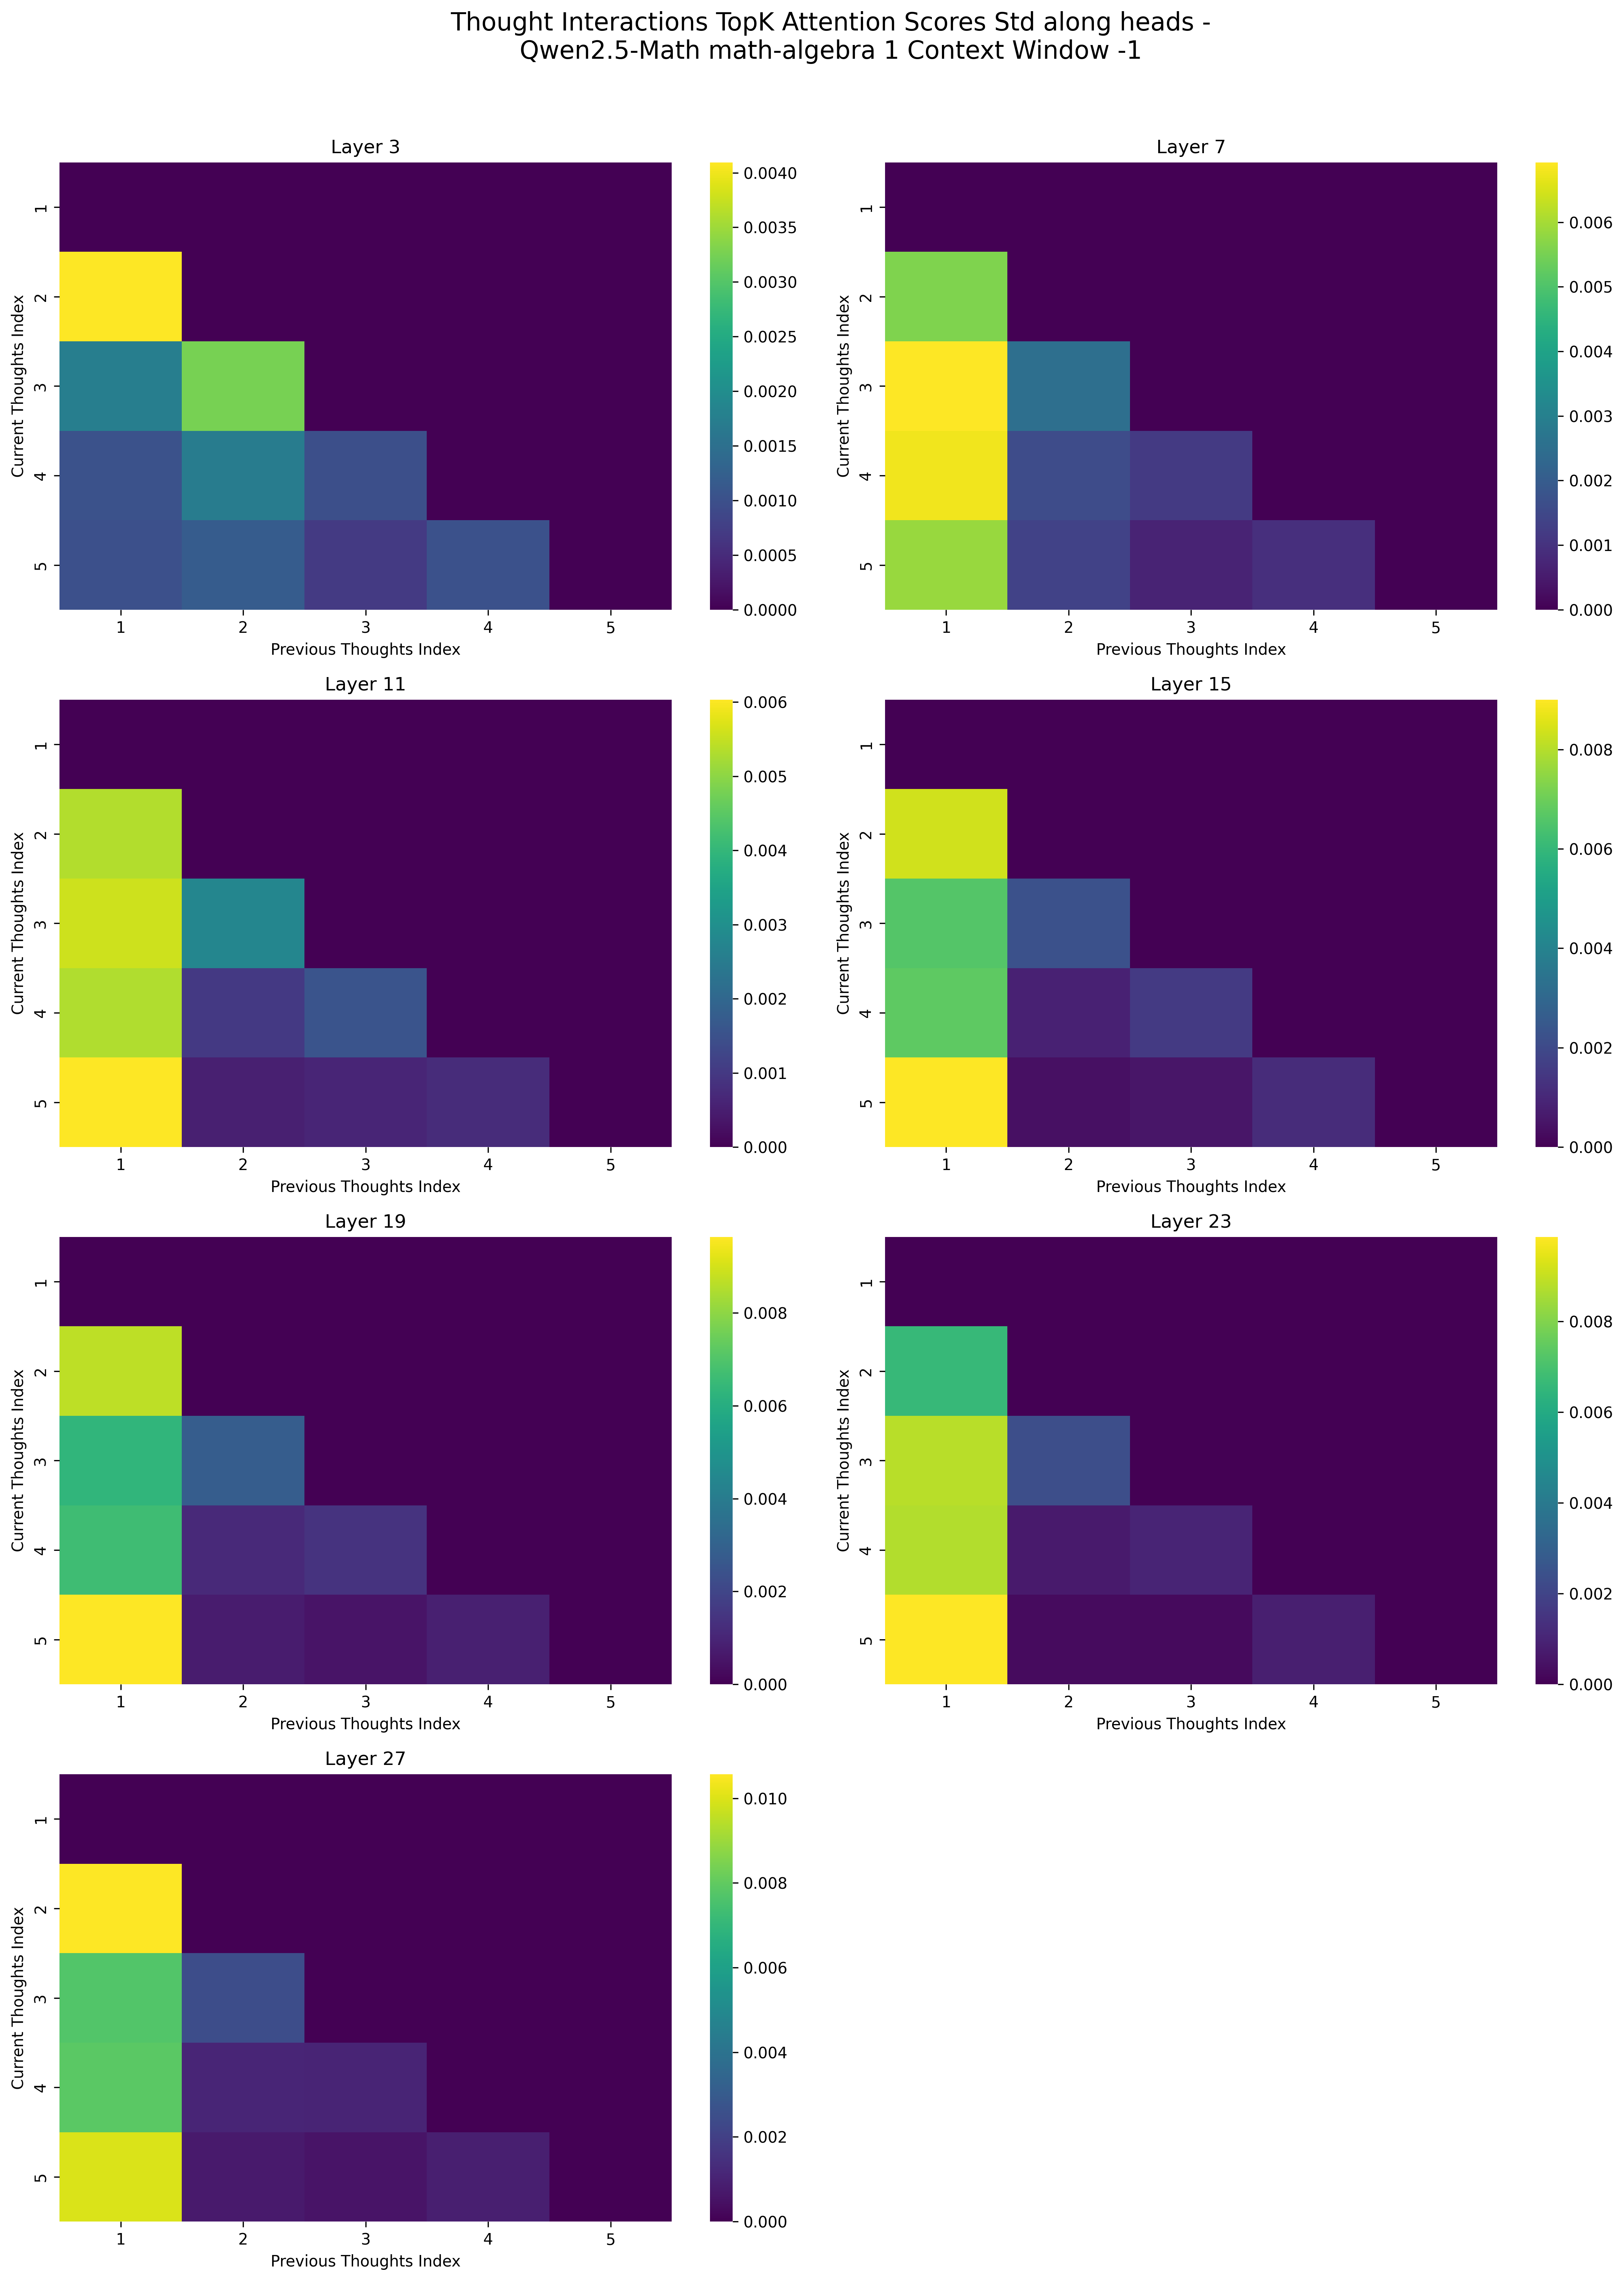 Thought Interactions TopK Attention Scores Std along heads -
Qwen2.5-Math math-algebra 1 Context Window -1
Layer 3
Current Thoughts Index
1
2
3
4
5
1 2 3 4 5
Previous Thoughts Index
0.0040
0.0035
0.0030
0.0025
0.0020
0.0015
0.0010
0.0005
0.0000
Layer 7
Current Thoughts Index
1
2
3
4
5
1 2 3 4 5
Previous Thoughts Index
0.006
0.005
0.004
0.003
0.002
0.001
0.000
Layer 11
Current Thoughts Index
1
2
3
4
5
1 2 3 4 5
Previous Thoughts Index
0.006
0.005
0.004
0.003
0.002
0.001
0.000
Layer 15
Current Thoughts Index
1
2
3
4
5
1 2 3 4 5
Previous Thoughts Index
0.008
0.006
0.004
0.002
0.000
Layer 19
Current Thoughts Index
1
2
3
4
5
1 2 3 4 5
Previous Thoughts Index
0.008
0.006
0.004
0.002
0.000
Layer 23
Current Thoughts Index
1
2
3
4
5
1 2 3 4 5
Previous Thoughts Index
0.008
0.006
0.004
0.002
0.000
Layer 27
Current Thoughts Index
1
2
3
4
5
1 2 3 4 5
Previous Thoughts Index
0.010
0.008
0.006
0.004
0.002
0.000